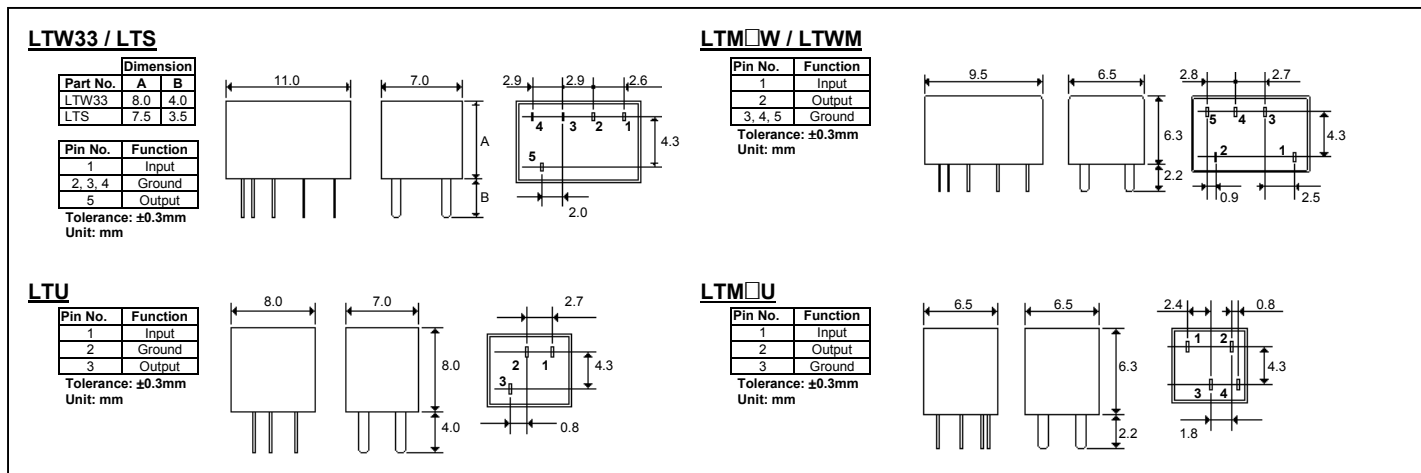 LTW33 / LTS
Dimension
Part No. A B
LTW33 8.0 4.0
LTS 7.5 3.5
Pin No. Function
1 Input
2, 3, 4 Ground
5 Output
Tolerance: ±0.3mm
Unit: mm
11.0
7.0
A
B
2.9 2.9 2.6
4 3 2 1
5
4.3
2.0
LTM□W / LTWM
Pin No. Function
1 Input
2 Output
3, 4, 5 Ground
Tolerance: ±0.3mm
Unit: mm
9.5
6.5
6.3
2.2
2.8 2.7
5 4 3
2 1
4.3
0.9 2.5
LTU
Pin No. Function
1 Input
2 Ground
3 Output
Tolerance: ±0.3mm
Unit: mm
8.0
7.0
8.0
4.0
2.7
2 1
3
4.3
0.8
LTM□U
Pin No. Function
1 Input
2 Output
3 Ground
Tolerance: ±0.3mm
Unit: mm
6.5
6.5
6.3
2.2
2.4 0.8
1 2
3 4
4.3
1.8